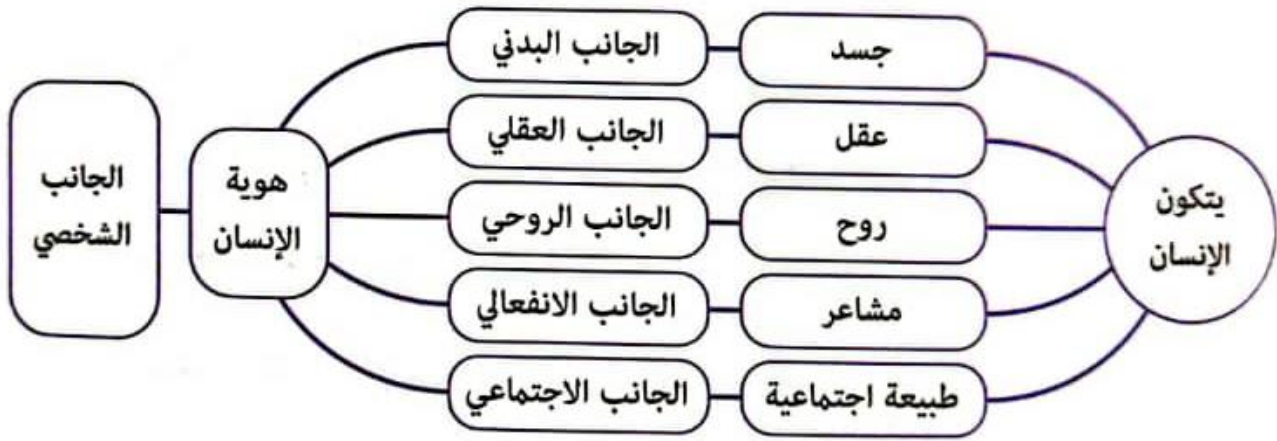 يتكون
الإنسان
جسد
الجانب البدني
عقل
الجانب العقلي
روح
الجانب الروحي
مشاعر
الجانب الانفعالي
طبيعة اجتماعية
الجانب الاجتماعي
هوية
الإنسان
الجانب
الشخصي